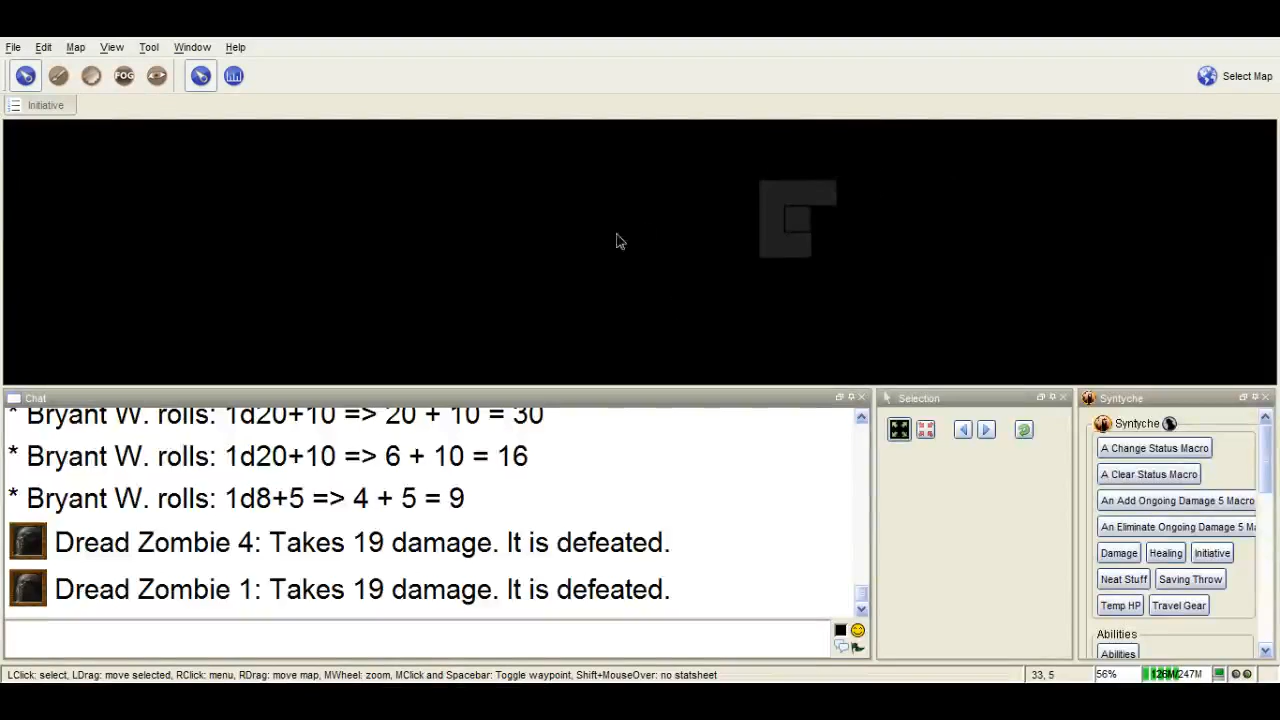 File Edit Map View Tool Window Help
FOG Select Map
Initiative
Chat
* Bryant W. rolls: 1d20+10 => 20 + 10 = 30
* Bryant W. rolls: 1d20+10 => 6 + 10 = 16
* Bryant W. rolls: 1d8+5 => 4 + 5 = 9
Dread Zombie 4: Takes 19 damage. It is defeated.
Dread Zombie 1: Takes 19 damage. It is defeated.
Selection
Syntyche
Syntyche
A Change Status Macro
A Clear Status Macro
An Add Ongoing Damage 5 Macro
An Eliminate Ongoing Damage 5 Ma
Damage Healing Initiative
Neat Stuff Saving Throw
Temp HP Travel Gear
Abilities
Abilities
LClick: select, LDrag: move selected, RClick: menu, RDrag: move map, MWheel: zoom, MClick and Spacebar: Toggle waypoint, Shift+MouseOver: no statsheet 33, 5 56% 126M/247M